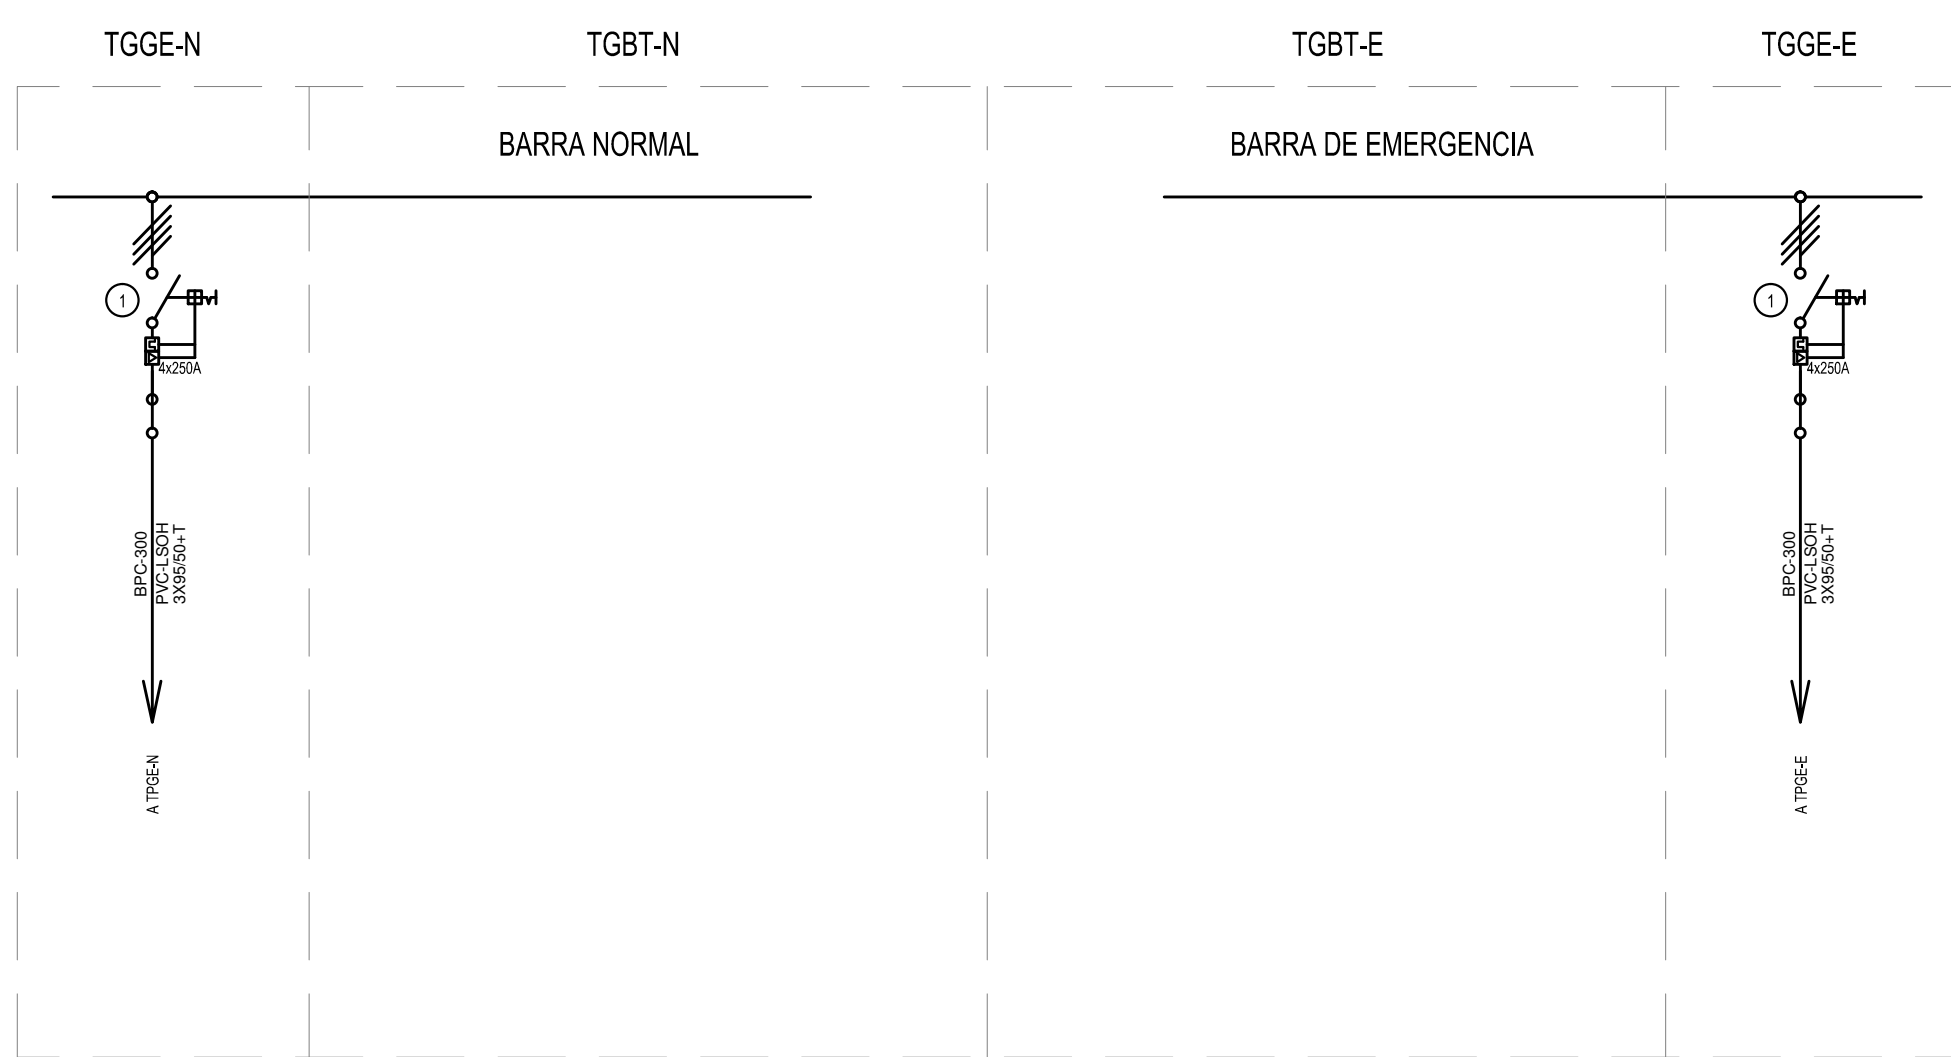 TGGE-N
TGBT-N
TGBT-E
TGGE-E
BARRA NORMAL
BARRA DE EMERGENCIA
1
4x250A
BPC-300
PVC-LSOH
3X95/50+T
A TPGE-N
1
4x250A
BPC-300
PVC-LSOH
3X95/50+T
A TPGE-E